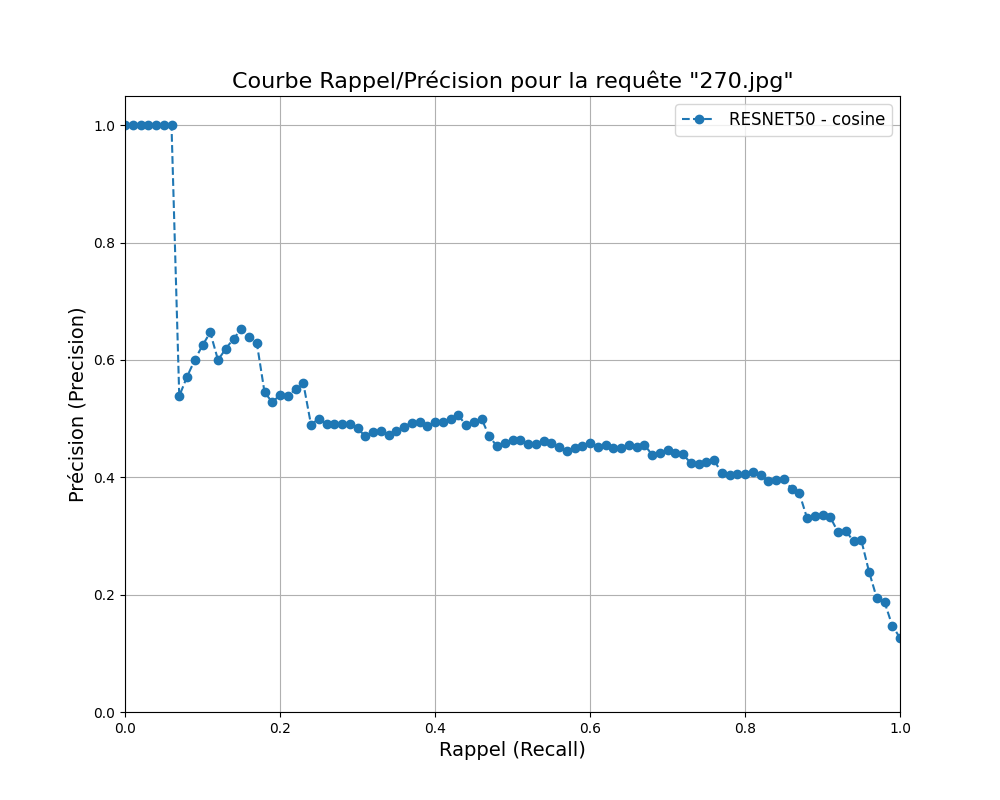 Courbe Rappel/Précision pour la requête "270.jpg"
RESNET50 - cosine
Précision (Precision)
1.0
0.8
0.6
0.4
0.2
0.0
0.0 0.2 0.4 0.6 0.8 1.0
Rappel (Recall)